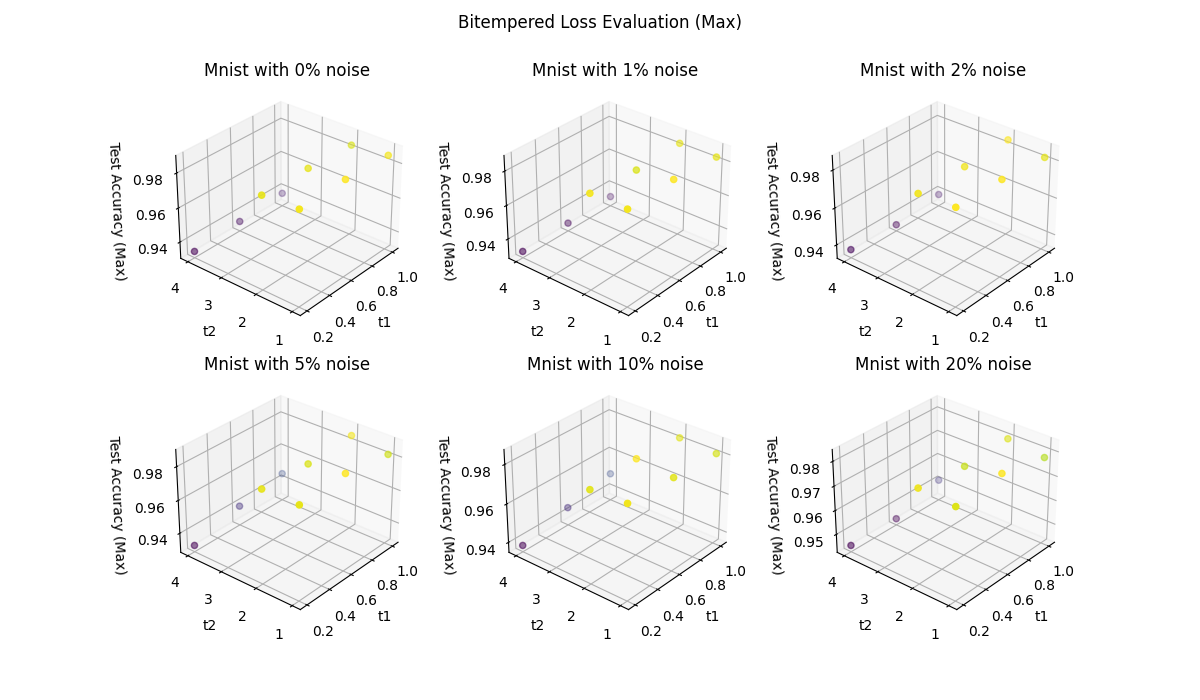 Bitempered Loss Evaluation (Max)
Mnist with 0% noise
Test Accuracy (Max)
0.98
0.96
0.94
4
3
2
1
t2
0.2
0.4
0.6
0.8
1.0
t1
Mnist with 1% noise
Test Accuracy (Max)
0.98
0.96
0.94
4
3
2
1
t2
0.2
0.4
0.6
0.8
1.0
t1
Mnist with 2% noise
Test Accuracy (Max)
0.98
0.96
0.94
4
3
2
1
t2
0.2
0.4
0.6
0.8
1.0
t1
Mnist with 5% noise
Test Accuracy (Max)
0.98
0.96
0.94
4
3
2
1
t2
0.2
0.4
0.6
0.8
1.0
t1
Mnist with 10% noise
Test Accuracy (Max)
0.98
0.96
0.94
4
3
2
1
t2
0.2
0.4
0.6
0.8
1.0
t1
Mnist with 20% noise
Test Accuracy (Max)
0.98
0.97
0.96
0.95
4
3
2
1
t2
0.2
0.4
0.6
0.8
1.0
t1